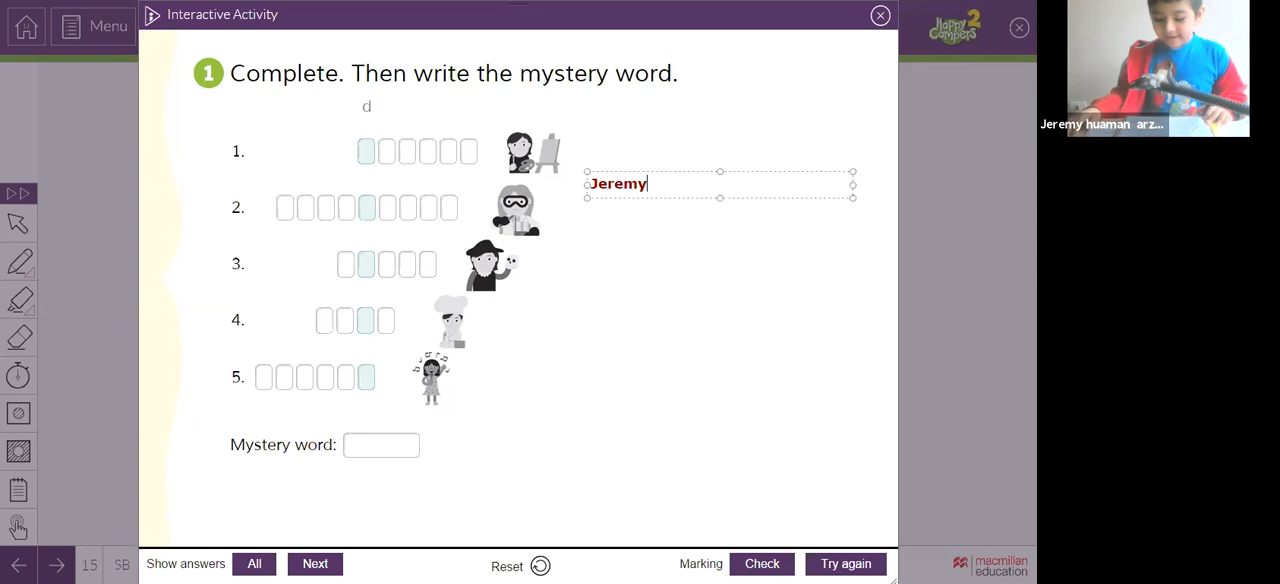 Interactive Activity
Menu
Happy Campers 2
1 Complete. Then write the mystery word.
d
1.
Jeremy
2.
3.
4.
5.
Mystery word:
Jeremy huaman arz...
15 SB
Show answers All Next Reset Marking Check Try again
macmillan
education